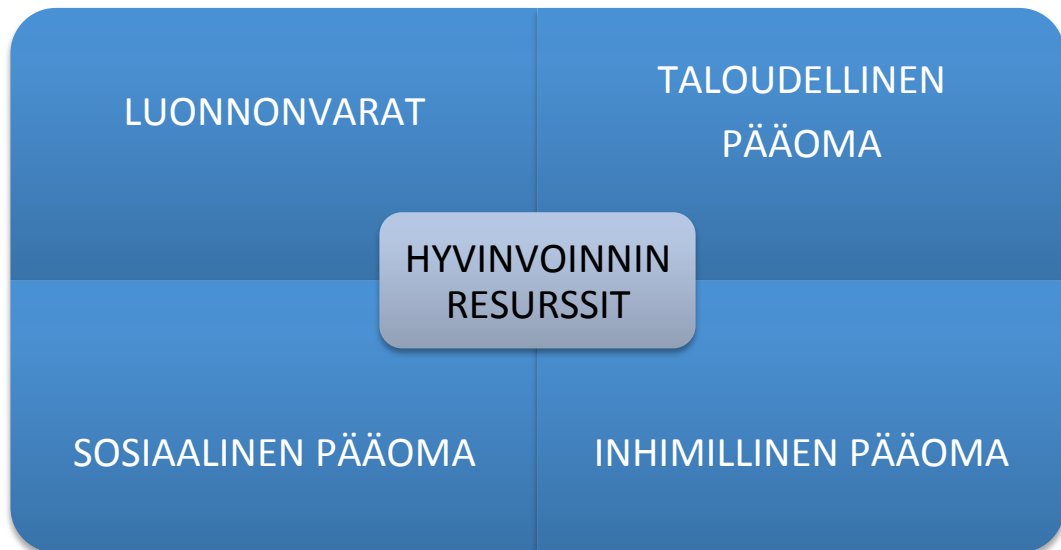 LUONNONVARAT
TALOUDELLINEN
PÄÄOMA
HYVINVOINNIN
RESURSSIT
SOSIAALINEN PÄÄOMA
INHIMILLINEN PÄÄOMA